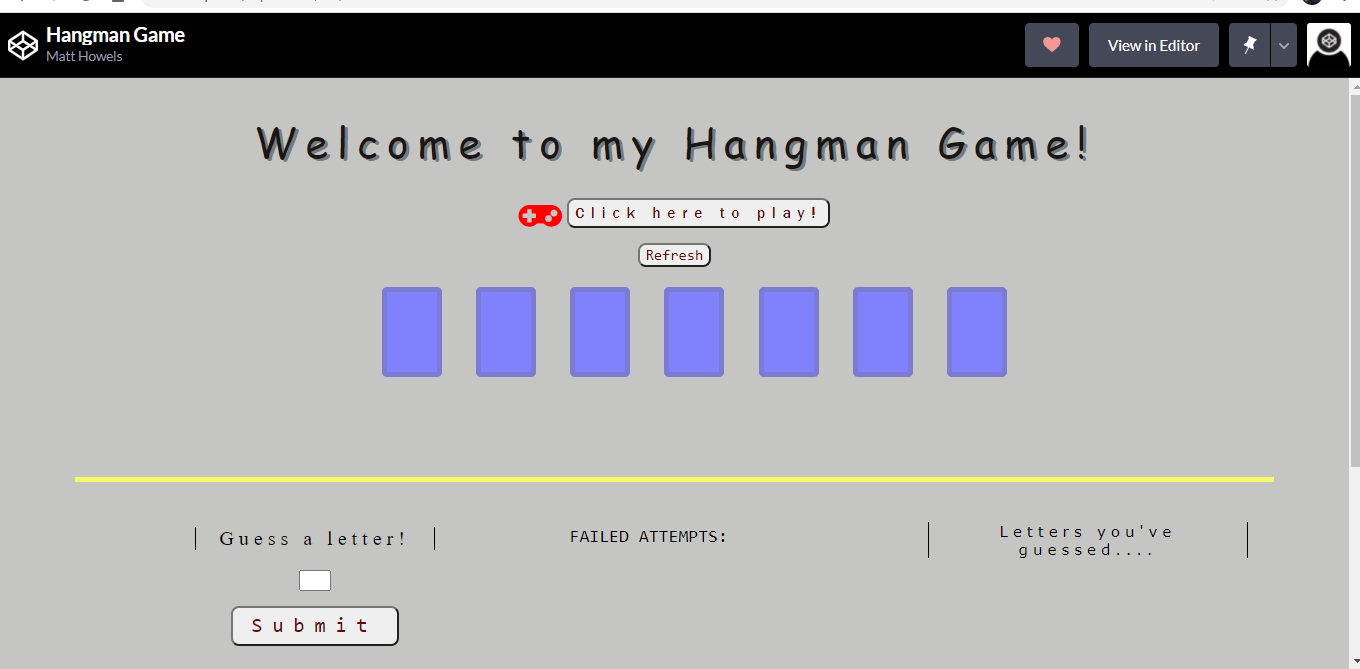 Hangman Game
Matt Howels
View in Editor
Welcome to my Hangman Game!
Click here to play!
Refresh
Guess a letter!
FAILED ATTEMPTS:
Letters you've
guessed....
Submit